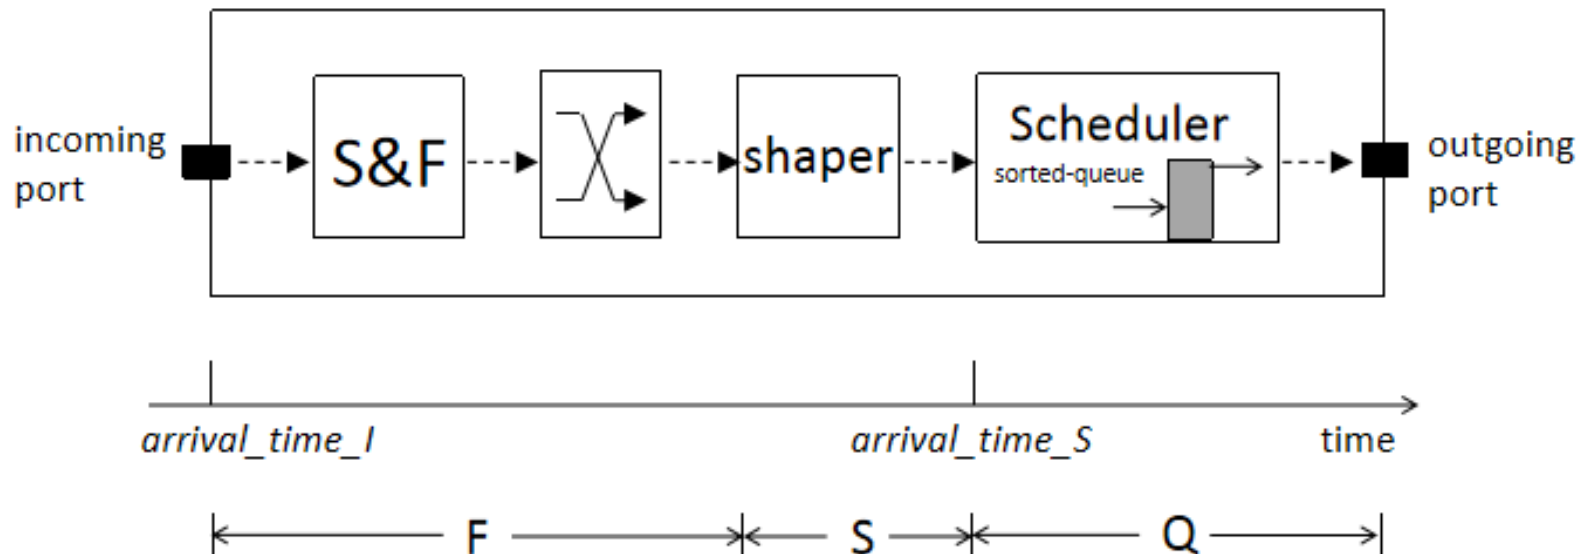 incoming
port
S&F
shaper
Scheduler
sorted-queue
outgoing
port
arrival_time_I
arrival_time_S
time
F
S
Q